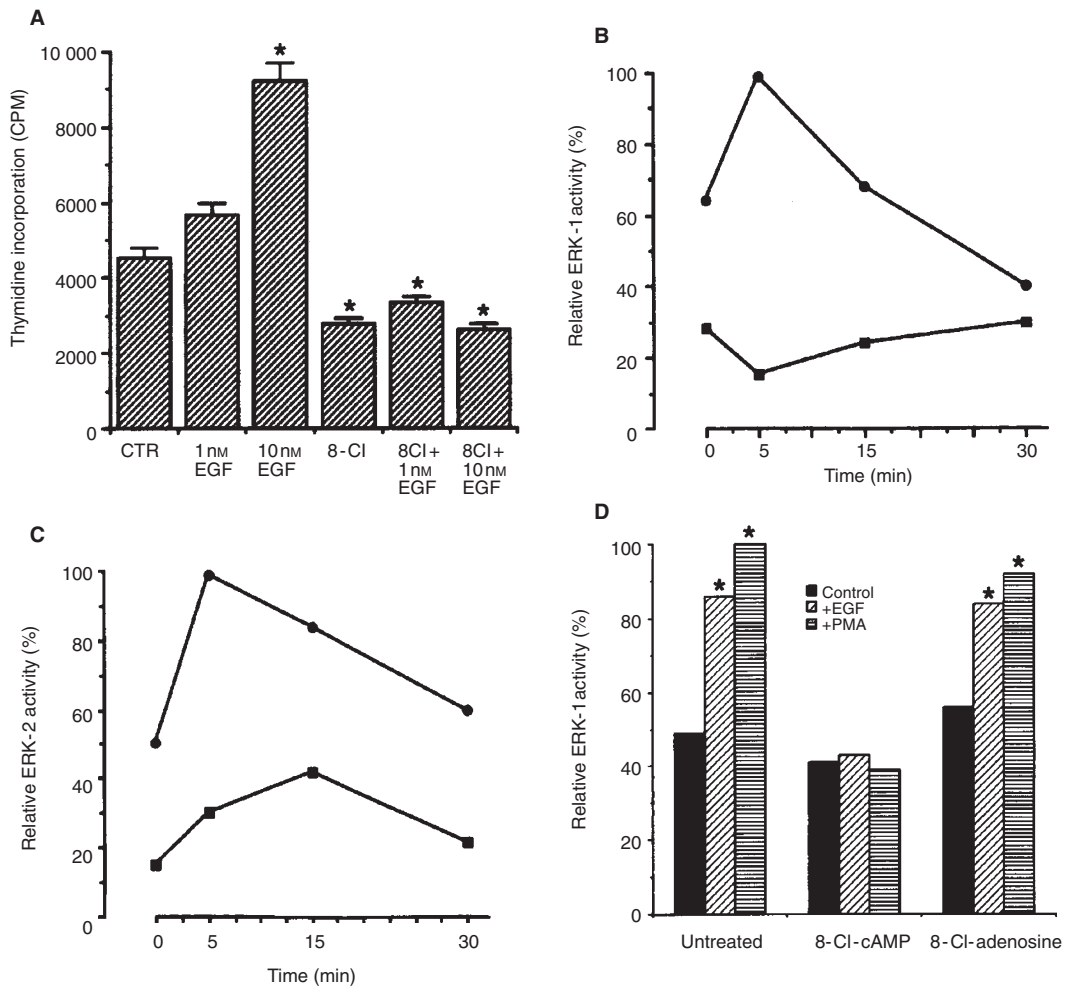 A
Thymidine incorporation (CPM)
10 000
8000
6000
4000
2000
0
*
*
*
*
CTR
1 nM
EGF
10 nM
EGF
8-Cl
8Cl+
1 nM
EGF
8Cl+
10 nM
EGF
B
Relative ERK-1 activity (%)
100
80
60
40
20
0
0
5
15
30
Time (min)
C
Relative ERK-2 activity (%)
100
80
60
40
20
0
0
5
15
30
Time (min)
D
Relative ERK-1 activity (%)
100
80
60
40
20
0
*
*
*
*
Control
+EGF
+PMA
Untreated
8-Cl-cAMP
8-Cl-adenosine